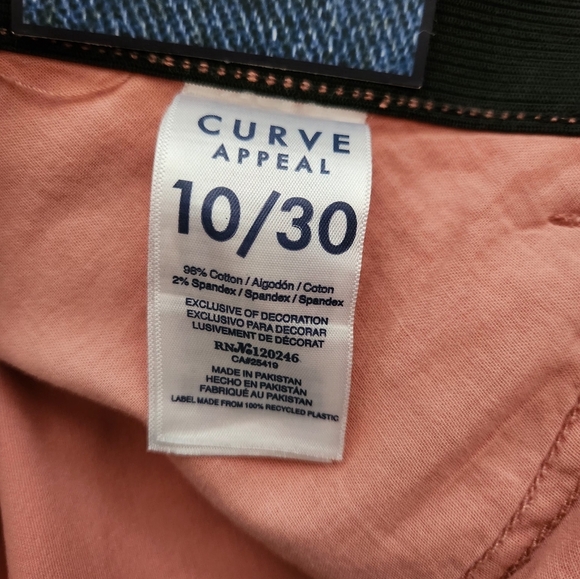 CURVE
APPEAL
10/30
98% Cotton / Algodón / Coton
2% Spandex / Spandex / Spandex
EXCLUSIVE OF DECORATION
EXCLUSIVO PARA DECORAR
LUSIVEMENT DE DÉCORAT
RN№120246
CA#25419
MADE IN PAKISTAN
HECHO EN PAKISTÁN
FABRIQUÉ AU PAKISTAN
LABEL MADE FROM 100% RECYCLED PLASTIC